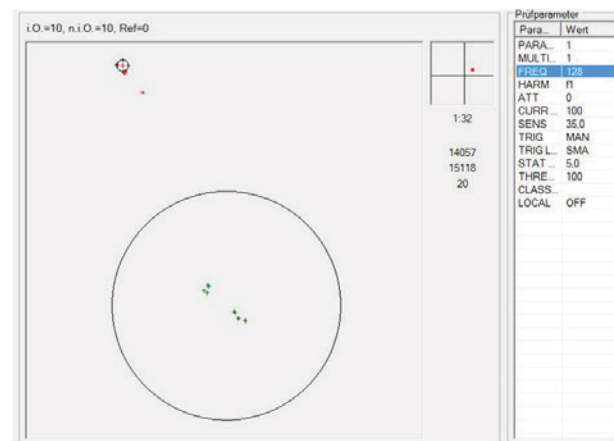 i.O.=10, n.i.O.=10, Ref=0
1:32
14057
15118
20
Prüfparameter
Para... Wert
PARA... 1
MULTI... 1
FREQ 128
HARM f1
ATT 0
CURR... 100
SENS 35,0
TRIG MAN
TRIG L... SMA
STAT... 5,0
THRE... 100
CLASS...
LOCAL OFF